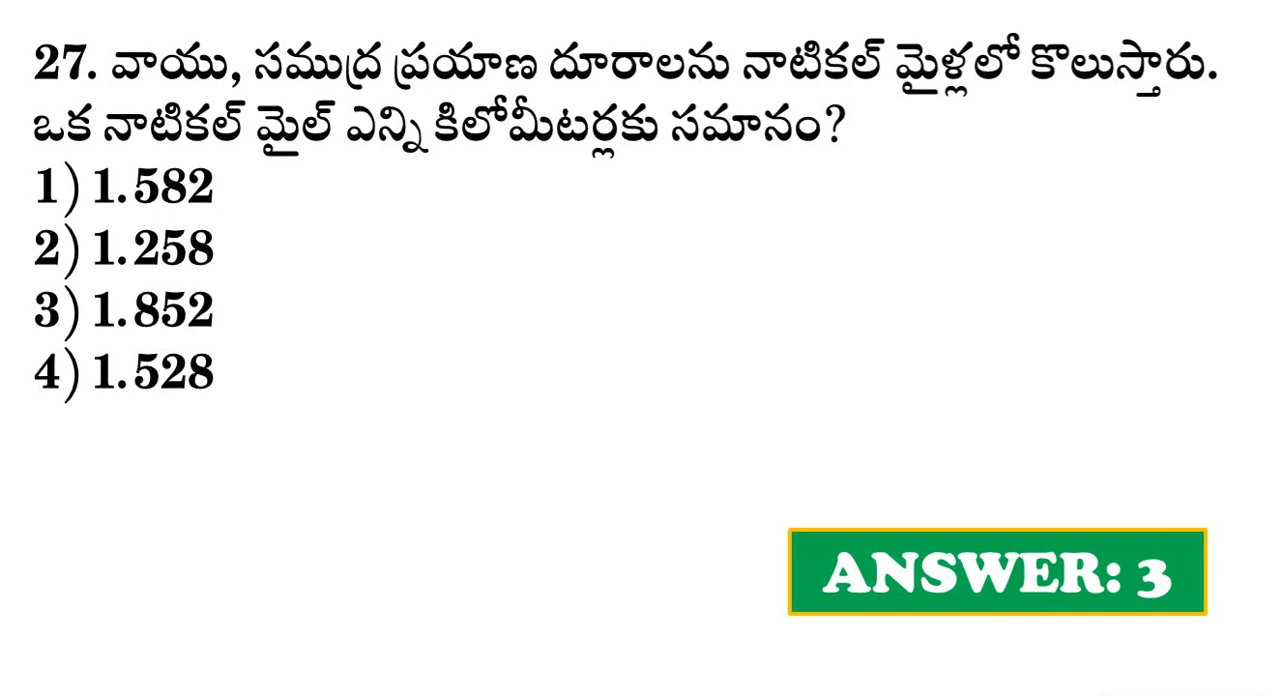 27. వాయు, సముద్ర ప్రయాణ దూరాలను నాటికల్ మైళ్లలో కొలుస్తారు.
ఒక నాటికల్ మైల్ ఎన్ని కిలోమీటర్లకు సమానం?
1) 1.582
2) 1.258
3) 1.852
4) 1.528
ANSWER: 3